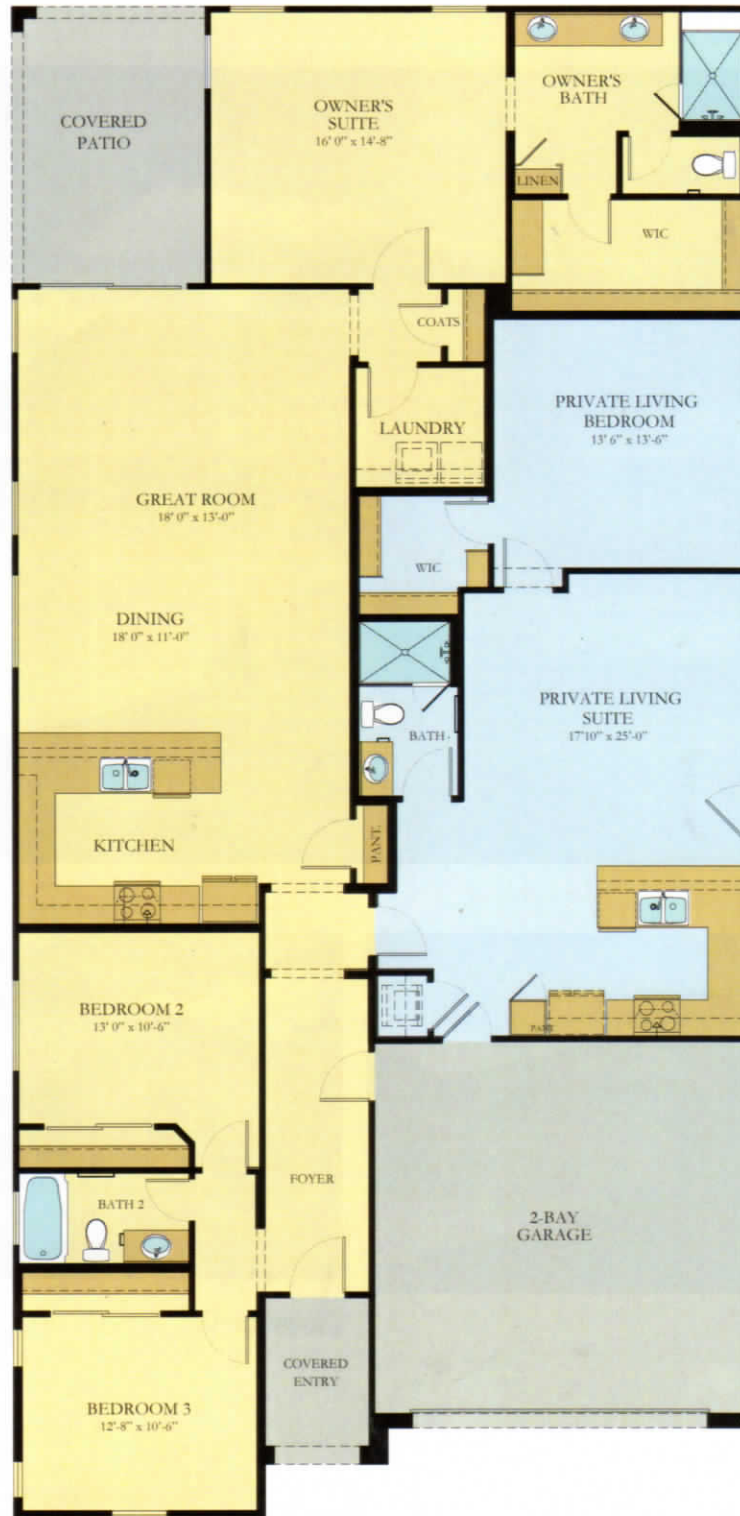 COVERED
PATIO
OWNER'S
SUITE
16' 0" x 14'-8"
OWNER'S
BATH
LINEN
WIC
COATS
LAUNDRY
PRIVATE LIVING
BEDROOM
13' 6" x 13'-6"
GREAT ROOM
18' 0" x 13'-0"
WIC
DINING
18' 0" x 11'-0"
BATH
PRIVATE LIVING
SUITE
17'10" x 25'-0"
KITCHEN
PANT.
BEDROOM 2
13' 0" x 10'-6"
PANT.
FOYER
BATH 2
2-BAY
GARAGE
COVERED
ENTRY
BEDROOM 3
12'-8" x 10'-6"